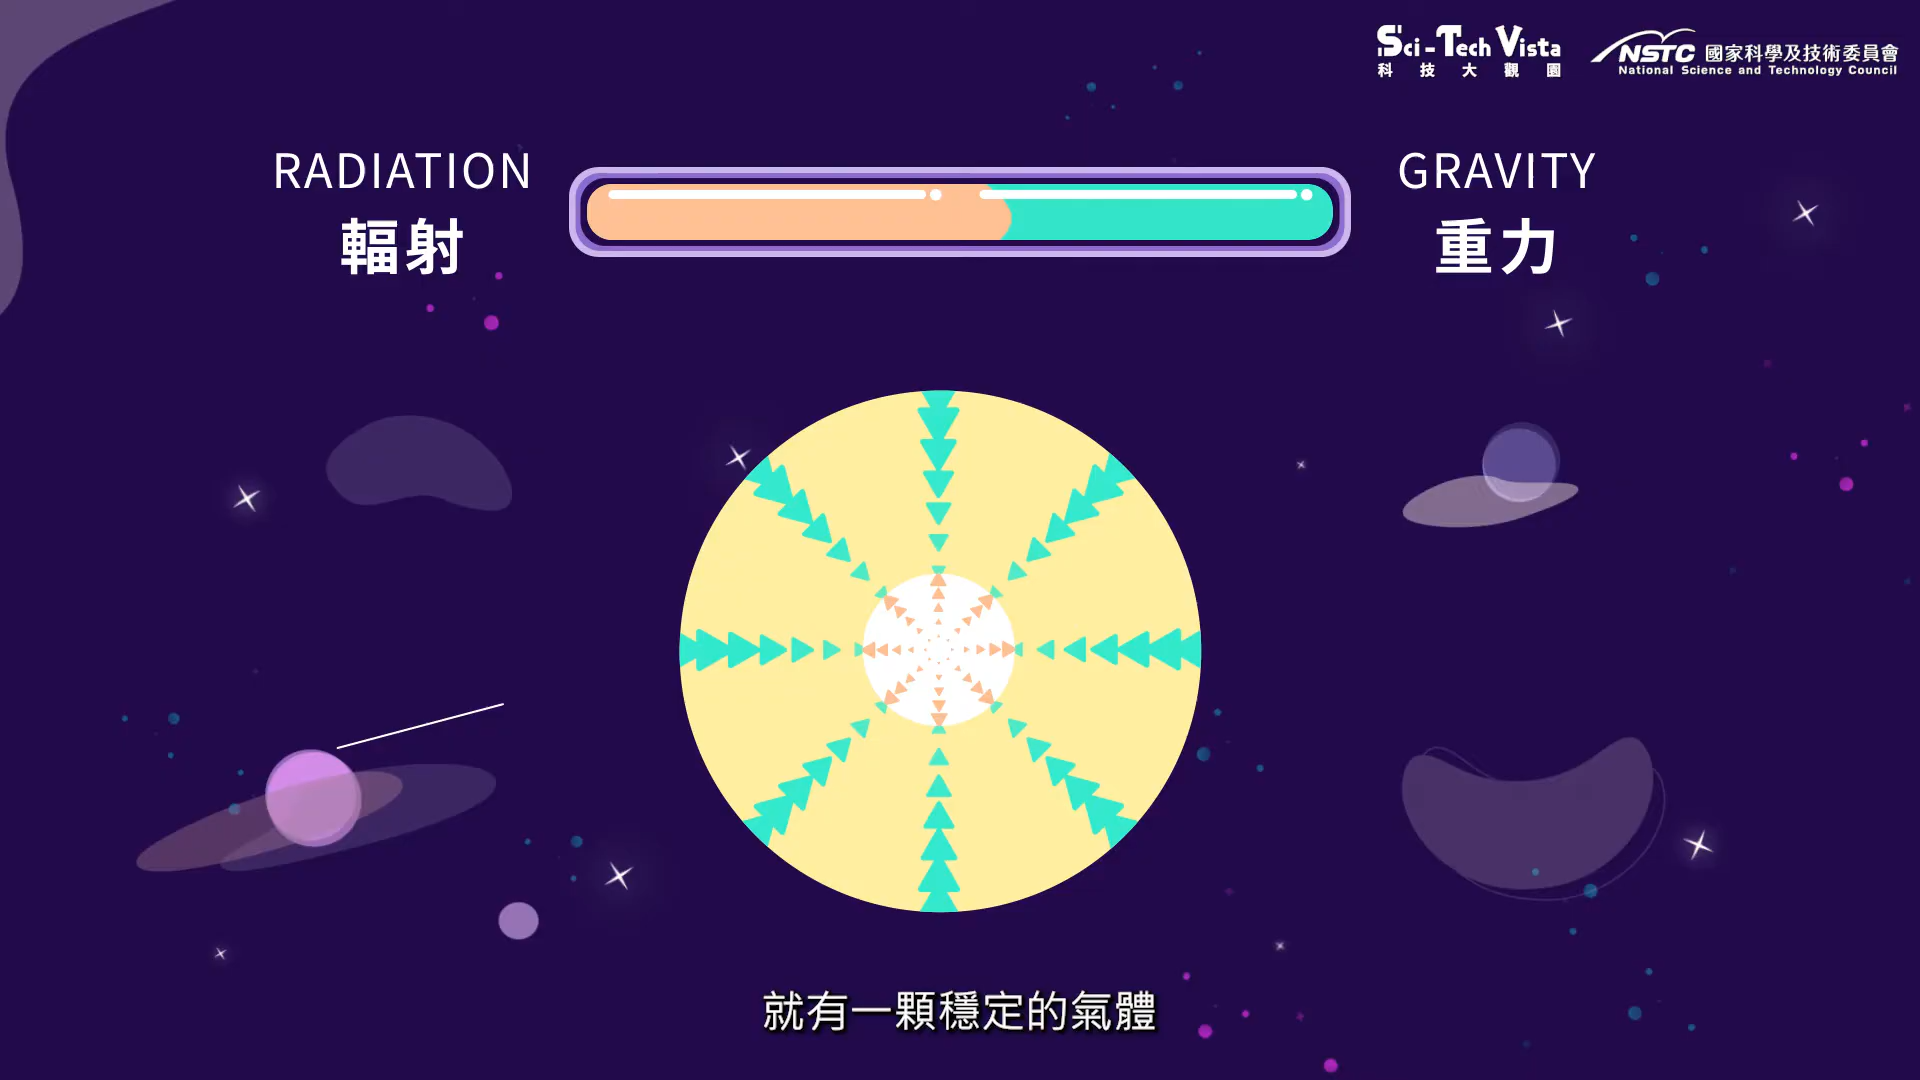 Sci-Tech Vista
科技大觀園
NSTC 國家科學及技術委員會
National Science and Technology Council
RADIATION
輻射
GRAVITY
重力
就有一顆穩定的氣體